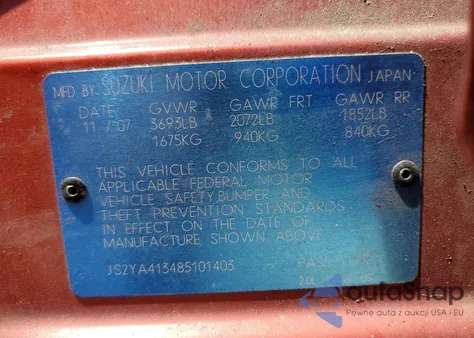 MFD BY SUZUKI MOTOR CORPORATION JAPAN
DATE GVWR GAWR FRT GAWR RR
11 / 07 3693LB 2072LB 1852LB
1675KG 940KG 840KG
THIS VEHICLE CONFORMS TO ALL
APPLICABLE FEDERAL MOTOR
VEHICLE SAFETY,BUMPER AND
THEFT PREVENTION STANDARDS
IN EFFECT ON THE DATE OF
MANUFACTURE SHOWN ABOVE
JS2YA413485101403
autoSnap
Pewne auta z aukcji USA i EU